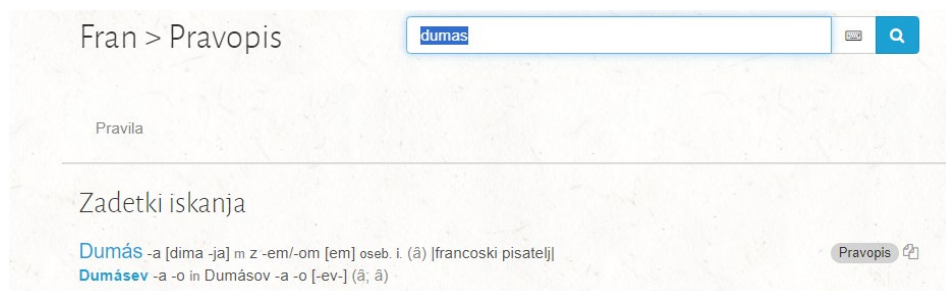 Fran > Pravopis
dumas
Pravila
Zadetki iskanja
Dumás -a [dima -ja] m z -em/-om [em] oseb. i. (ȃ) |francoski pisatelj|
Pravopis
Dumásev -a -o in Dumásov -a -o [-ev-] (ȃ; ȃ)